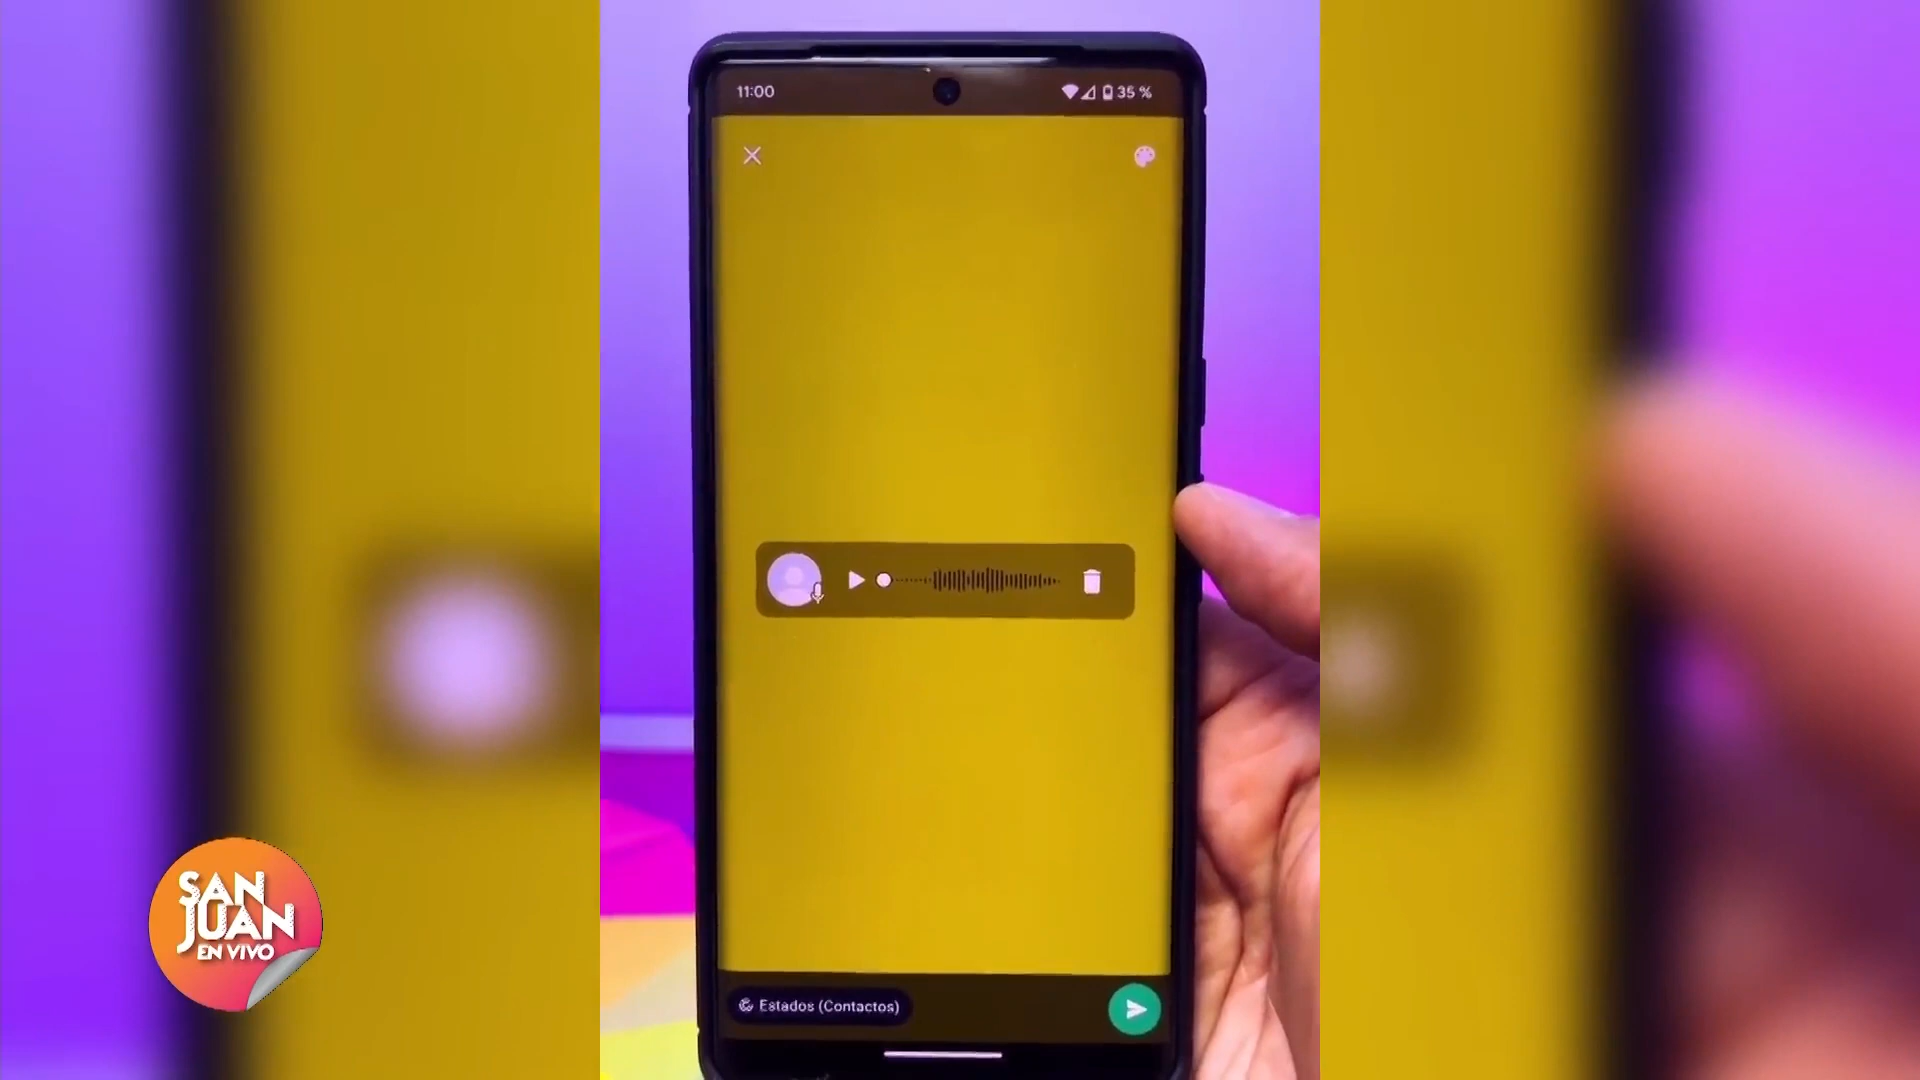 11:00
35 %
Estados (Contactos)
SAN
JUAN
EN VIVO